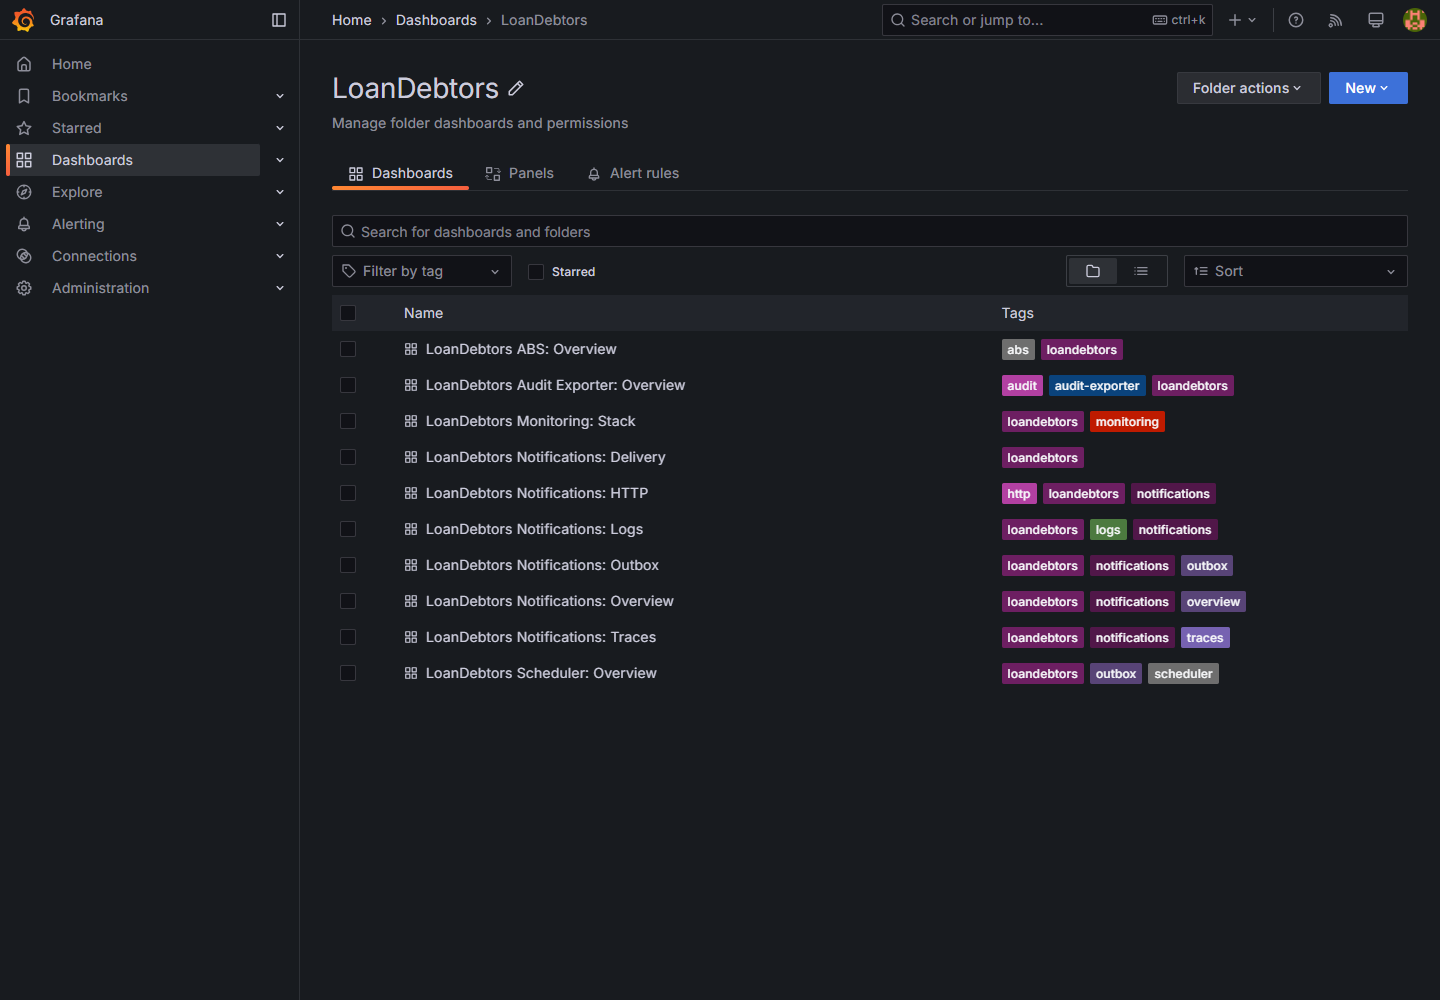 Grafana
Home › Dashboards › LoanDebtors
Search or jump to...
ctrl+k
Home
Bookmarks
Starred
Dashboards
Explore
Alerting
Connections
Administration
LoanDebtors
Folder actions
New
Manage folder dashboards and permissions
Dashboards Panels Alert rules
Search for dashboards and folders
Filter by tag Starred Sort
Name Tags
LoanDebtors ABS: Overview abs loandebtors
LoanDebtors Audit Exporter: Overview audit audit-exporter loandebtors
LoanDebtors Monitoring: Stack loandebtors monitoring
LoanDebtors Notifications: Delivery loandebtors
LoanDebtors Notifications: HTTP http loandebtors notifications
LoanDebtors Notifications: Logs loandebtors logs notifications
LoanDebtors Notifications: Outbox loandebtors notifications outbox
LoanDebtors Notifications: Overview loandebtors notifications overview
LoanDebtors Notifications: Traces loandebtors notifications traces
LoanDebtors Scheduler: Overview loandebtors outbox scheduler